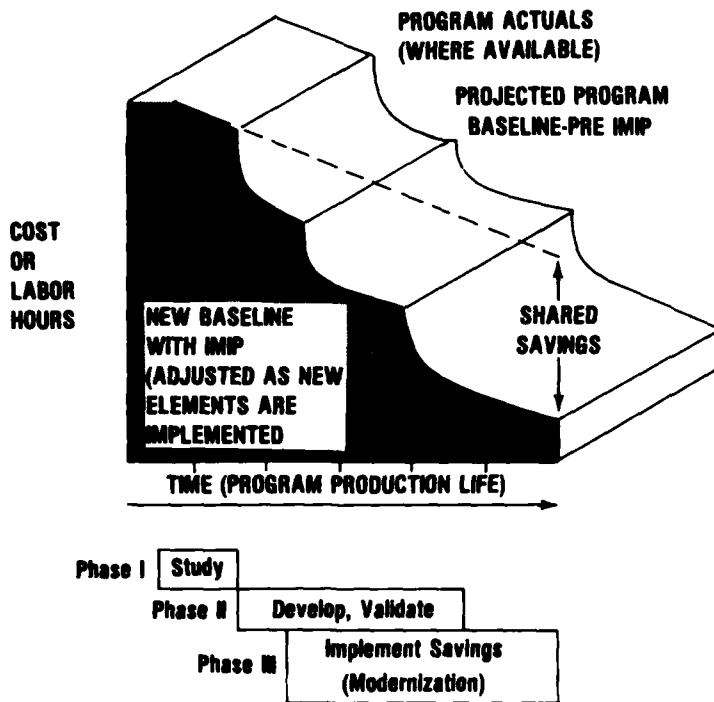 PROGRAM ACTUALS
(WHERE AVAILABLE)
PROJECTED PROGRAM
BASELINE-PRE IMIP
COST
OR
LABOR
HOURS
NEW BASELINE
WITH IMIP
(ADJUSTED AS NEW
ELEMENTS ARE
IMPLEMENTED
SHARED
SAVINGS
TIME (PROGRAM PRODUCTION LIFE)
Phase I Study
Phase II Develop, Validate
Phase III Implement Savings
(Modernization)